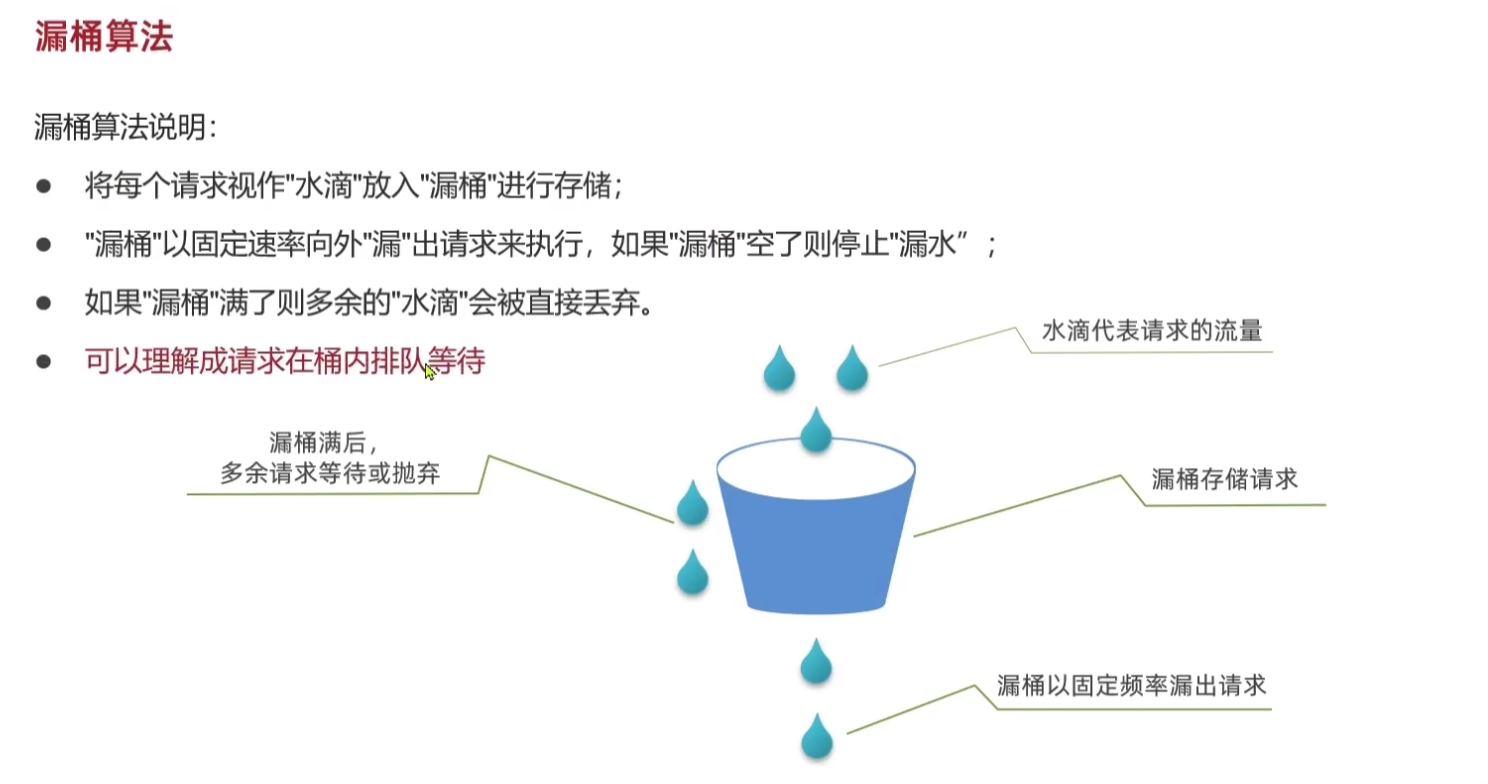 漏桶算法
漏桶算法说明：
将每个请求视作"水滴"放入"漏桶"进行存储；
"漏桶"以固定速率向外"漏"出请求来执行，如果"漏桶"空了则停止"漏水”；
如果"漏桶"满了则多余的"水滴"会被直接丢弃。
可以理解成请求在桶内排队等待
水滴代表请求的流量
漏桶满后，
多余请求等待或抛弃
漏桶存储请求
漏桶以固定频率漏出请求